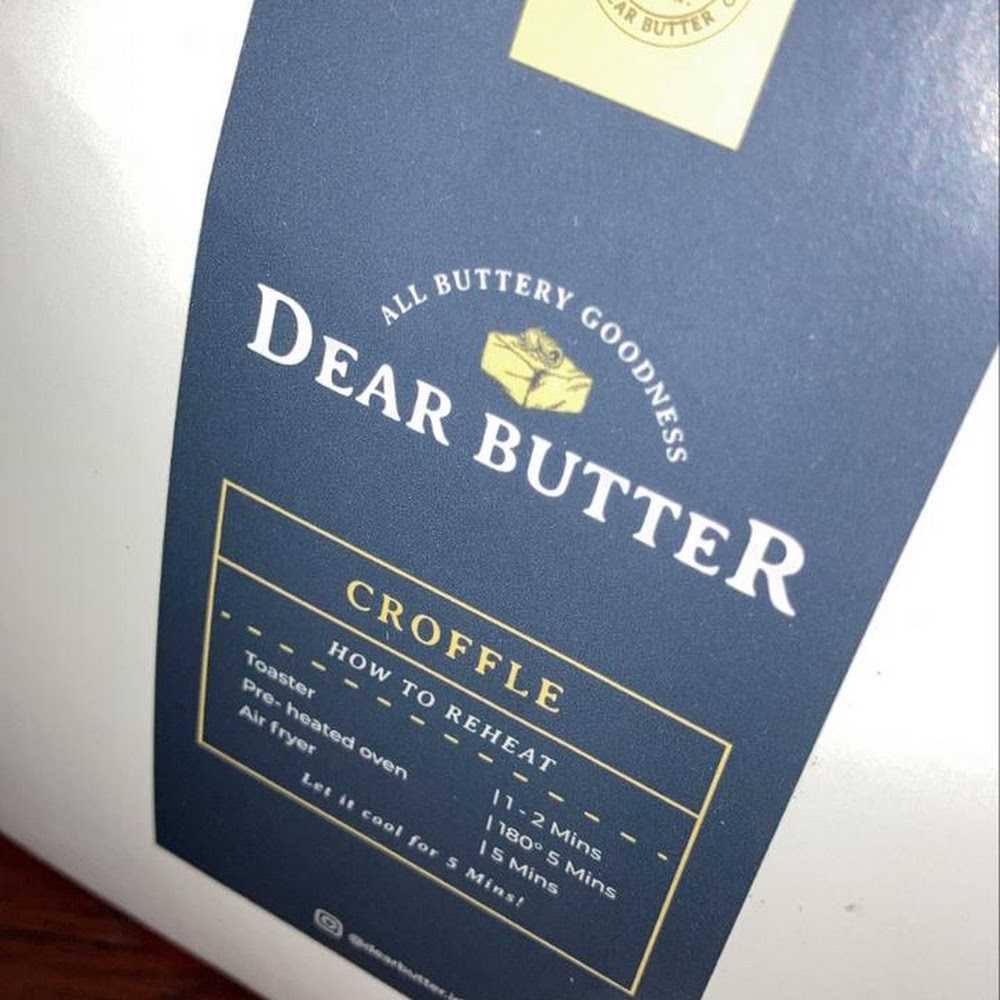 EAR BUTTER
ALL BUTTERY GOODNESS
DEAR BUTTER
CROFFLE
HOW TO REHEAT
Toaster | 1 - 2 Mins
Pre- heated oven | 180° 5 Mins
Air fryer | 5 Mins
Let it cool for 5 Mins!